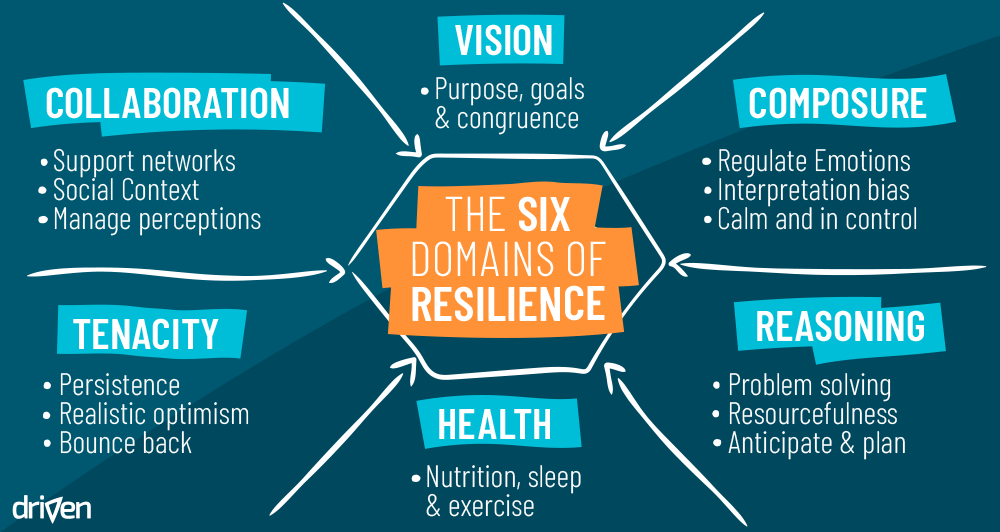 VISION
• Purpose, goals
& congruence
COLLABORATION
• Support networks
• Social Context
• Manage perceptions
COMPOSURE
• Regulate Emotions
• Interpretation bias
• Calm and in control
THE SIX
DOMAINS OF
RESILIENCE
TENACITY
• Persistence
• Realistic optimism
• Bounce back
REASONING
• Problem solving
• Resourcefulness
• Anticipate & plan
HEALTH
• Nutrition, sleep
& exercise
driven